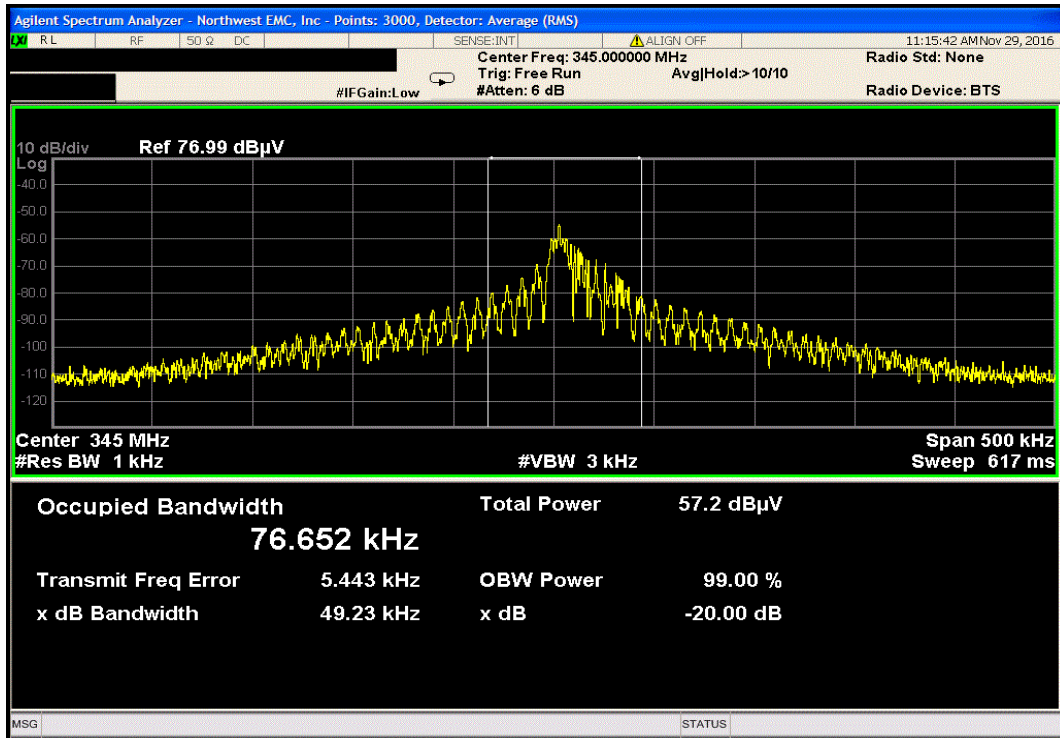 Agilent Spectrum Analyzer - Northwest EMC, Inc - Points: 3000, Detector: Average (RMS)
LXI RL RF 50 Ω DC SENSE:INT ALIGN OFF 11:15:42 AM Nov 29, 2016
Center Freq: 345.000000 MHz Radio Std: None
Trig: Free Run Avg|Hold:>10/10
#IFGain:Low #Atten: 6 dB Radio Device: BTS
10 dB/div Ref 76.99 dBµV
Log
-40.0
-50.0
-60.0
-70.0
-80.0
-90.0
-100
-110
-120
Center 345 MHz Span 500 kHz
#Res BW 1 kHz #VBW 3 kHz Sweep 617 ms
Occupied Bandwidth Total Power 57.2 dBµV
76.652 kHz
Transmit Freq Error 5.443 kHz OBW Power 99.00 %
x dB Bandwidth 49.23 kHz x dB -20.00 dB
MSG STATUS